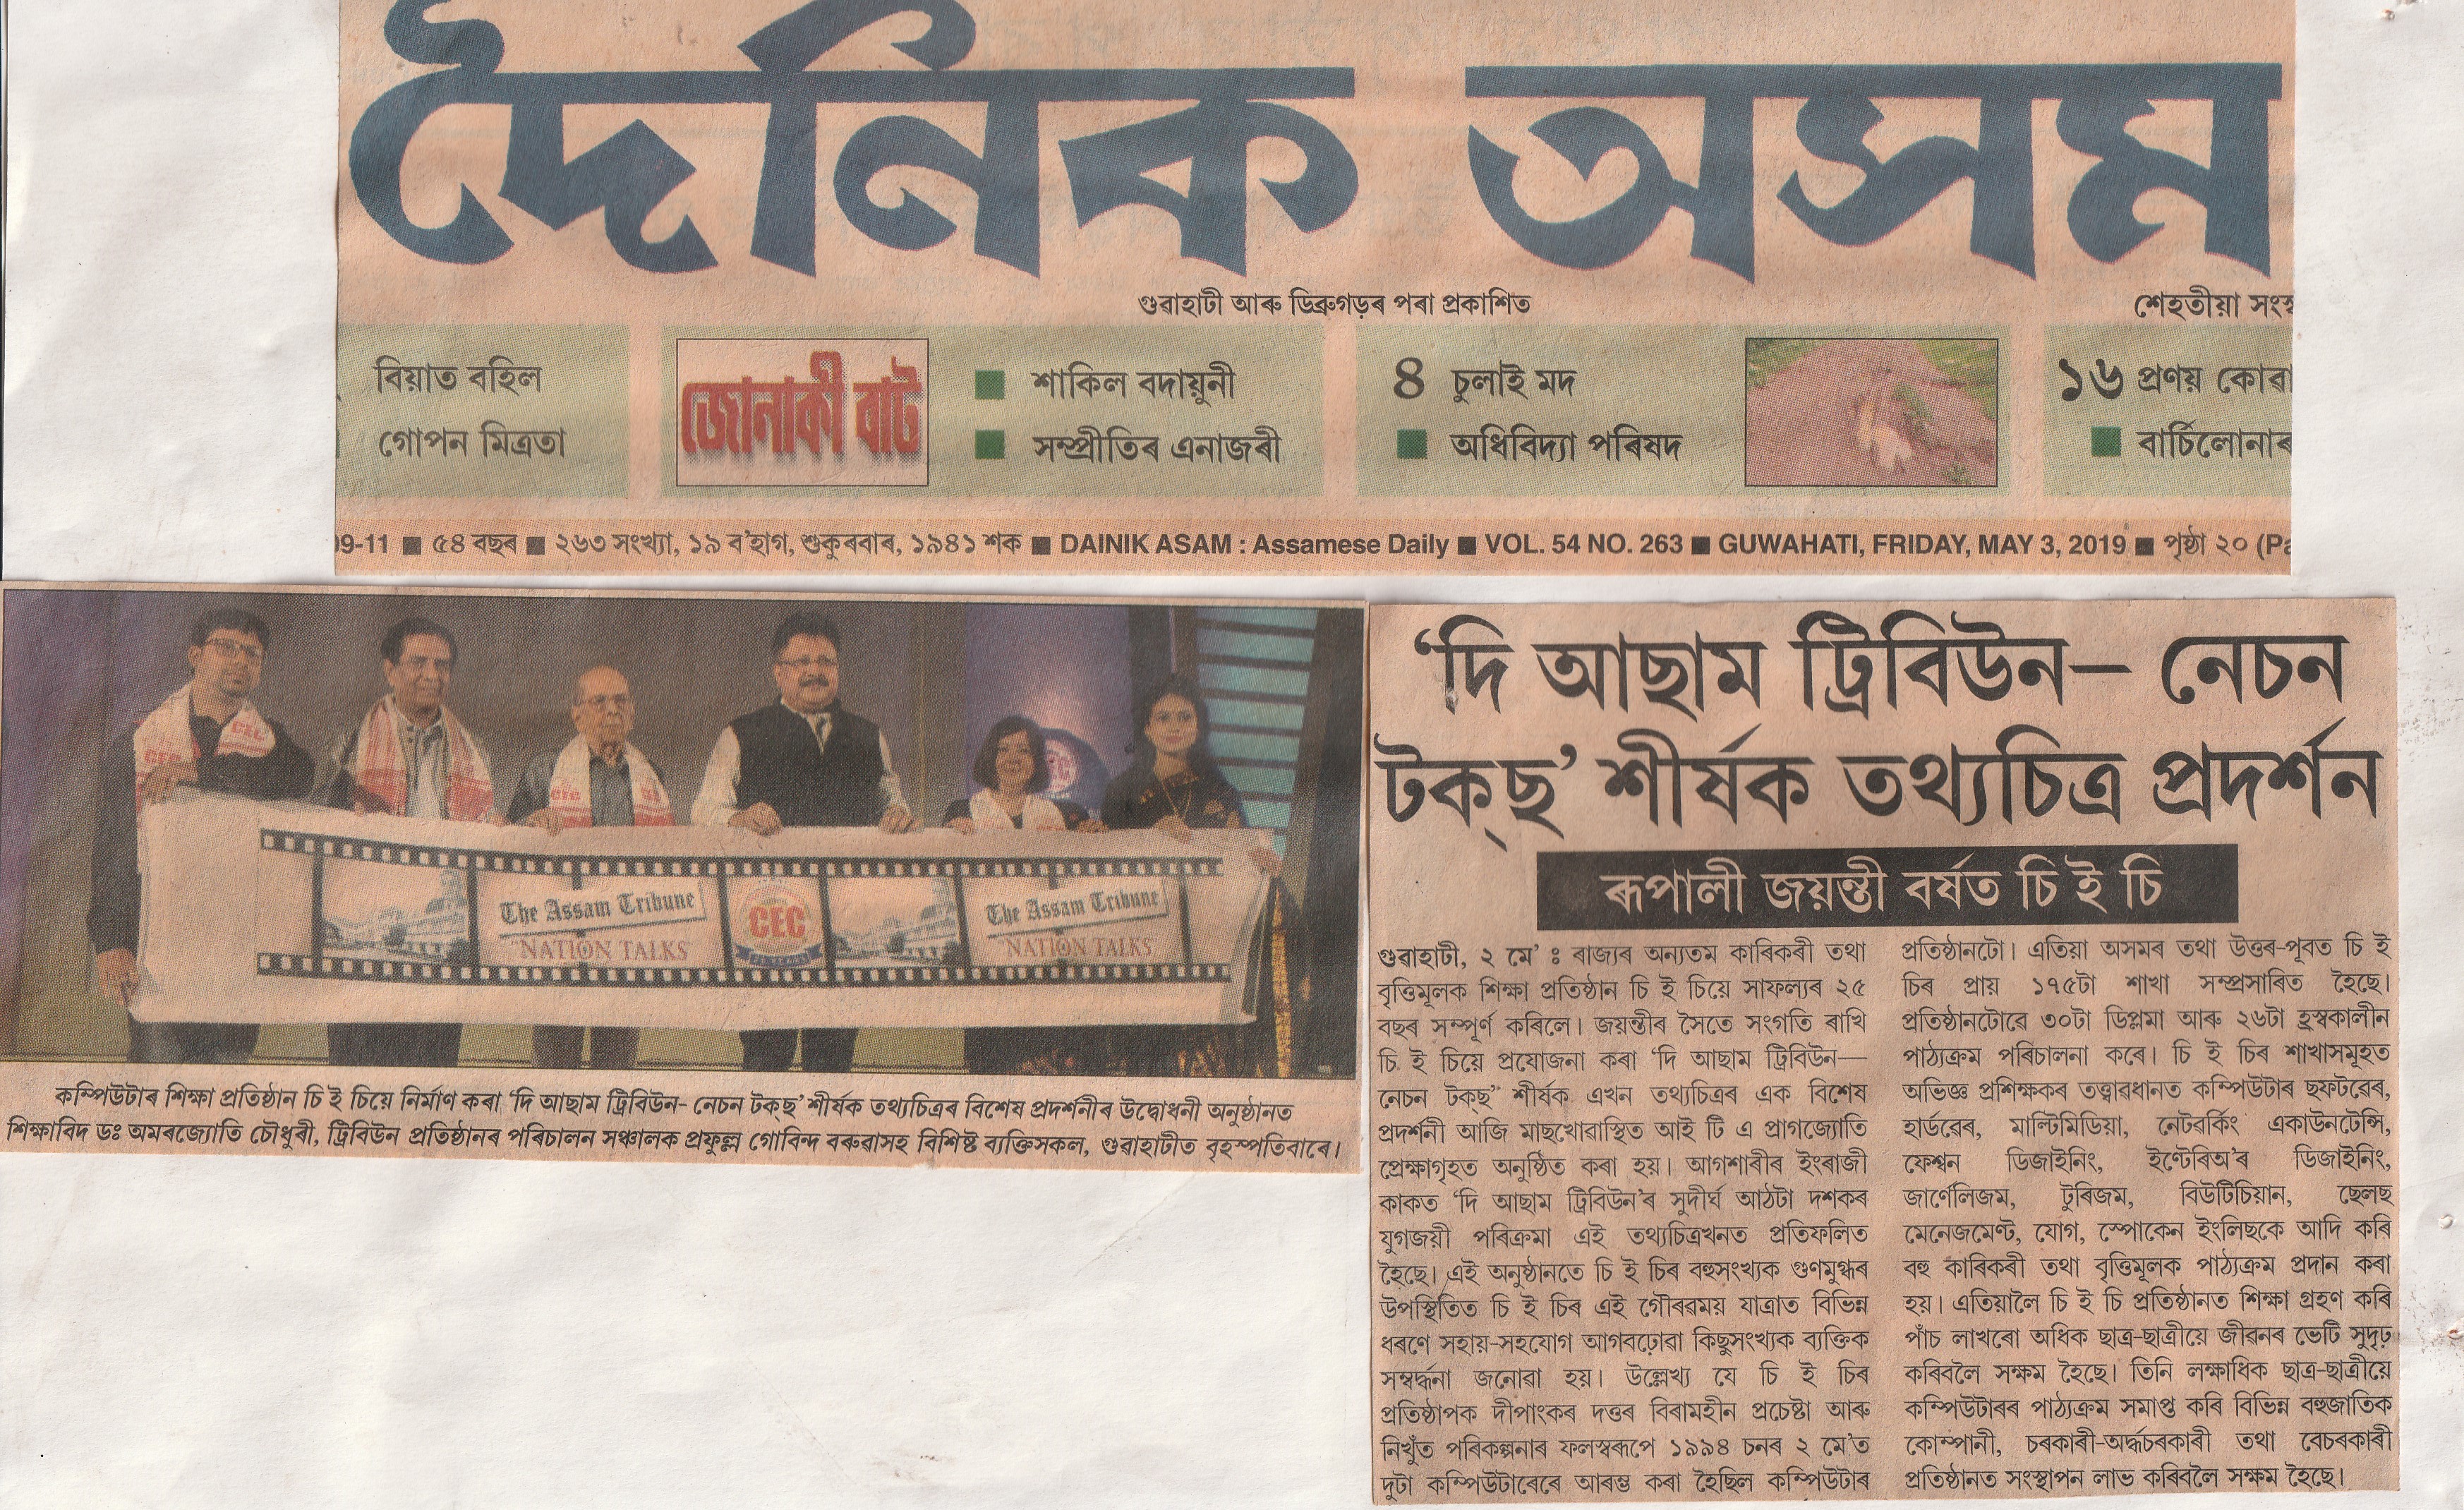 দৈনিক অসম
গুৱাহাটী আৰু ডিব্ৰুগড়ৰ পৰা প্ৰকাশিত
শেহতীয়া
বিয়াত বহিল
গোপন মিত্ৰতা
জোনাকী বাট
■ শাকিল বদায়ুনী
■ সম্প্ৰীতিৰ এনাজৰী
৪ চুলাই মদ
■ অধিবিদ্যা পৰিষদ
১৬ প্ৰণয়
■ বাৰ্চিলোনাৰ
09-11 ■ ৫৪ বছৰ ■ ২৬৩ সংখ্যা, ১৯ ব'হাগ, শুকুৰবাৰ, ১৯৪১ শক ■ DAINIK ASAM : Assamese Daily ■ VOL. 54 NO. 263 ■ GUWAHATI, FRIDAY, MAY 3, 2019 ■ পৃষ্ঠা ২০
CEC CEC
The Assam Tribune
"NATION TALKS"
CEC
The Assam Tribune
"NATION TALKS"
কম্পিউটাৰ শিক্ষা প্ৰতিষ্ঠান চি ই চিয়ে নিৰ্মাণ কৰা ‘দি আছাম ট্ৰিবিউন- নেচন টক্‌ছ’ শীৰ্ষক তথ্যচিত্ৰৰ বিশেষ প্ৰদৰ্শনীৰ উদ্বোধনী অনুষ্ঠানত
শিক্ষাবিদ ডঃ অমৰজ্যোতি চৌধুৰী, ট্ৰিবিউন প্ৰতিষ্ঠানৰ পৰিচালন সঞ্চালক প্ৰফুল্ল গোবিন্দ বৰুৱাসহ বিশিষ্ট ব্যক্তিসকল, গুৱাহাটীত বৃহস্পতিবাৰে।
‘দি আছাম ট্ৰিবিউন– নেচন
টক্‌ছ’ শীৰ্ষক তথ্যচিত্ৰ প্ৰদৰ্শন
ৰূপালী জয়ন্তী বৰ্ষত চি ই চি
গুৱাহাটী, ২ মে’ ঃ ৰাজ্যৰ অন্যতম কাৰিকৰী তথা
বৃত্তিমূলক শিক্ষা প্ৰতিষ্ঠান চি ই চিয়ে সাফল্যৰ ২৫
বছৰ সম্পূৰ্ণ কৰিলে। জয়ন্তীৰ সৈতে সংগতি ৰাখি
চি ই চিয়ে প্ৰযোজনা কৰা ‘দি আছাম ট্ৰিবিউন—
নেচন টক্‌ছ” শীৰ্ষক এখন তথ্যচিত্ৰৰ এক বিশেষ
প্ৰদৰ্শনী আজি মাছখোৱাস্থিত আই টি এ প্ৰাগজ্যোতি
প্ৰেক্ষাগৃহত অনুষ্ঠিত কৰা হয়। আগশাৰীৰ ইংৰাজী
কাকত ‘দি আছাম ট্ৰিবিউন’ৰ সুদীৰ্ঘ আঠটা দশকৰ
যুগজয়ী পৰিক্ৰমা এই তথ্যচিত্ৰখনত প্ৰতিফলিত
হৈছে। এই অনুষ্ঠানতে চি ই চিৰ বহুসংখ্যক গুণমুগ্ধৰ
উপস্থিতিত চি ই চিৰ এই গৌৰৱময় যাত্ৰাত বিভিন্ন
ধৰণে সহায়-সহযোগ আগবঢ়োৱা কিছুসংখ্যক ব্যক্তিক
সম্বৰ্দ্ধনা জনোৱা হয়। উল্লেখ্য যে চি ই চিৰ
প্ৰতিষ্ঠাপক দীপাংকৰ দত্তৰ বিৰামহীন প্ৰচেষ্টা আৰু
নিখুঁত পৰিকল্পনাৰ ফলস্বৰূপে ১৯৯৪ চনৰ ২ মে’ত
দুটা কম্পিউটাৰেৰে আৰম্ভ কৰা হৈছিল কম্পিউটাৰ
প্ৰতিষ্ঠানটো। এতিয়া অসমৰ তথা উত্তৰ-পূবত চি ই
চিৰ প্ৰায় ১৭৫টা শাখা সম্প্ৰসাৰিত হৈছে।
প্ৰতিষ্ঠানটোৱে ৩০টা ডিপ্লমা আৰু ২৬টা হ্ৰস্বকালীন
পাঠ্যক্ৰম পৰিচালনা কৰে। চি ই চিৰ শাখাসমূহত
অভিজ্ঞ প্ৰশিক্ষকৰ তত্ত্বাৱধানত কম্পিউটাৰ ছফটৱেৰ,
হাৰ্ডৱেৰ, মাল্টিমিডিয়া, নেটৱৰ্কিং একাউনটেন্সি,
ফেশ্বন ডিজাইনিং, ইণ্টেৰিঅ’ৰ ডিজাইনিং,
জাৰ্ণেলিজম, টুৰিজম, বিউটিচিয়ান, ছেলছ
মেনেজমেণ্ট, যোগ, স্পোকেন ইংলিছকে আদি কৰি
বহু কাৰিকৰী তথা বৃত্তিমূলক পাঠ্যক্ৰম প্ৰদান কৰা
হয়। এতিয়ালৈ চি ই চি প্ৰতিষ্ঠানত শিক্ষা গ্ৰহণ কৰি
পাঁচ লাখৰো অধিক ছাত্ৰ-ছাত্ৰীয়ে জীৱনৰ ভেটি সুদৃঢ়
কৰিবলৈ সক্ষম হৈছে। তিনি লক্ষাধিক ছাত্ৰ-ছাত্ৰীয়ে
কম্পিউটাৰৰ পাঠ্যক্ৰম সমাপ্ত কৰি বিভিন্ন বহুজাতিক
কোম্পানী, চৰকাৰী-অৰ্দ্ধচৰকাৰী তথা বেচৰকাৰী
প্ৰতিষ্ঠানত সংস্থাপন লাভ কৰিবলৈ সক্ষম হৈছে।